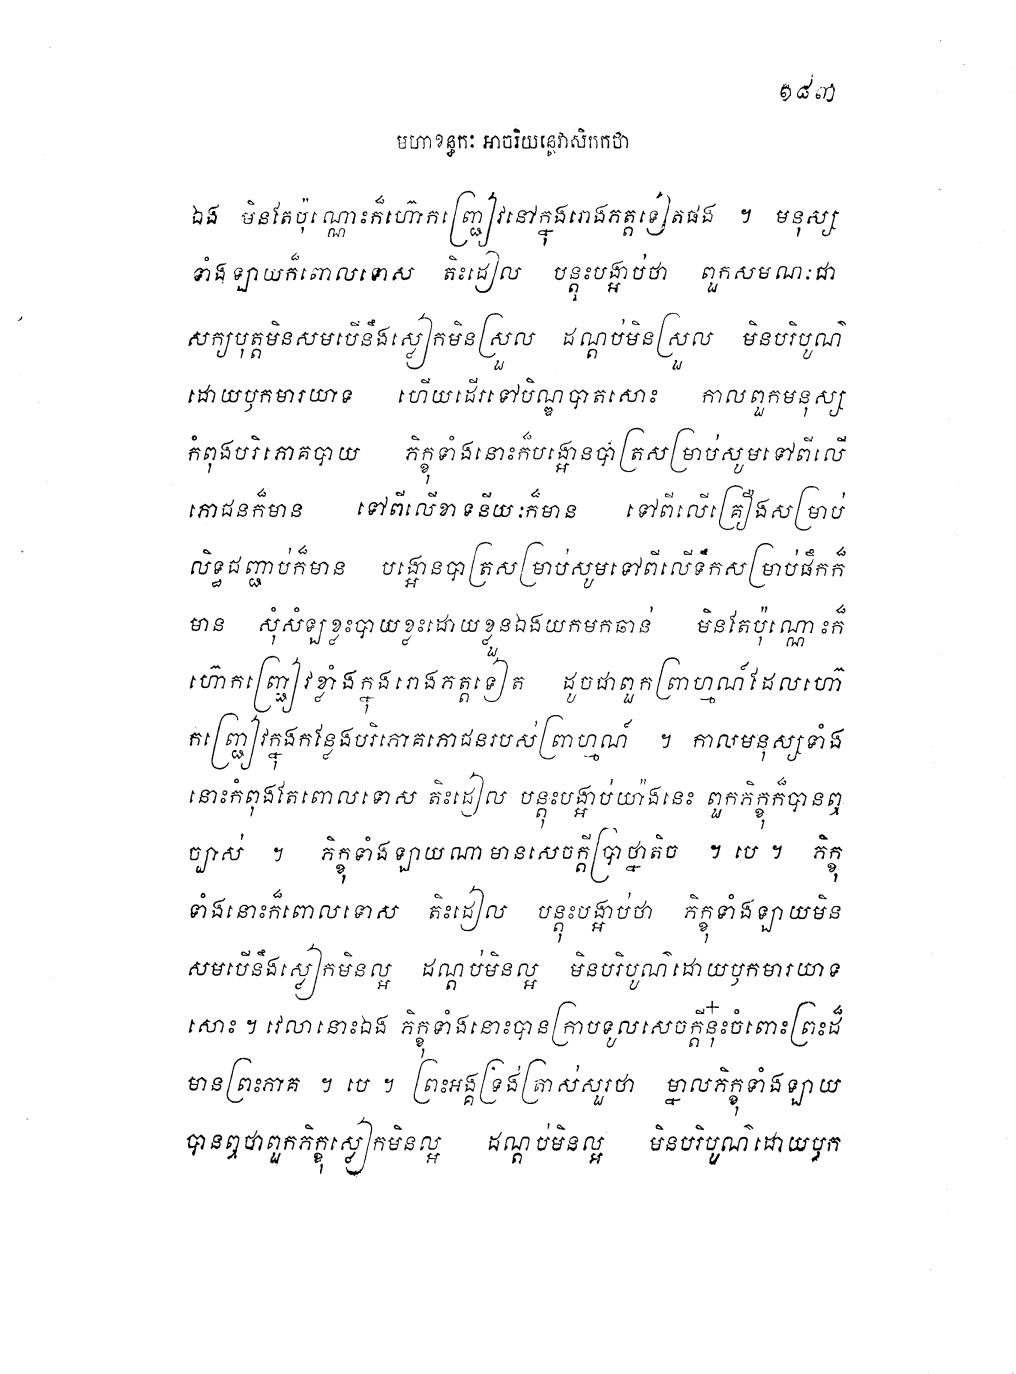 ១៨៧
មហាខន្ធកៈ អាចរិយន្តេវាសិកកថា
ឯង មិនតែប៉ុណ្ណោះក៏ហ៊ោកញ្ជ្រៀវនៅក្នុងរោងភត្តទៀតផង ។ មនុស្ស
ទាំងឡាយក៏ពោលទោស តិះដៀល បន្តុះបង្អាប់ថា ពួកសមណៈជា
សក្យបុត្តមិនសមបើនឹងស្លៀកមិនស្រួល ដណ្តប់មិនស្រួល មិនបរិបូណ៌
ដោយឫកមារយាទ ហើយដើរទៅបិណ្ឌបាតសោះ កាលពួកមនុស្ស
កំពុងបរិភោគបាយ ភិក្ខុទាំងនោះក៏បង្អោនបាត្រសម្រាប់សូមទៅពីលើ
ភោជនក៏មាន ទៅពីលើខាទនីយៈក៏មាន ទៅពីលើគ្រឿងសម្រាប់
លិទ្ធជញ្ជាប់ក៏មាន បង្អោនបាត្រសម្រាប់សូមទៅពីលើទឹកសម្រាប់ផឹកក៏
មាន សុំសំឡខ្លះបាយខ្លះដោយខ្លួនឯងយកមកឆាន់ មិនតែប៉ុណ្ណោះក៏
ហ៊ោកញ្ជ្រៀវខ្លាំងក្នុងរោងភត្តទៀត ដូចជាពួកព្រាហ្មណ៍ដែលហ៊ោ
កញ្ជ្រៀវក្នុងកន្លែងបរិភោគភោជនរបស់ព្រាហ្មណ៍ ។ កាលមនុស្សទាំង
នោះកំពុងតែពោលទោស តិះដៀល បន្តុះបង្អាប់យ៉ាងនេះ ពួកភិក្ខុក៏បានឮ
ច្បាស់ ។ ភិក្ខុទាំងឡាយណាមានសេចក្តីប្រាថ្នាតិច ។ បេ ។ ភិក្ខុ
ទាំងនោះក៏ពោលទោស តិះដៀល បន្តុះបង្អាប់ថា ភិក្ខុទាំងឡាយមិន
សមបើនឹងស្លៀកមិនល្អ ដណ្តប់មិនល្អ មិនបរិបូណ៌ដោយឫកមារយាទ
សោះ ។ វេលានោះឯង ភិក្ខុទាំងនោះបានក្រាបទូលសេចក្តីនុ៎ះចំពោះព្រះដ៏
មានព្រះភាគ ។ បេ ។ ព្រះអង្គទ្រង់ត្រាស់សួរថា ម្នាលភិក្ខុទាំងឡាយ
បានឮថាពួកភិក្ខុស្លៀកមិនល្អ ដណ្តប់មិនល្អ មិនបរិបូណ៌ដោយឫក